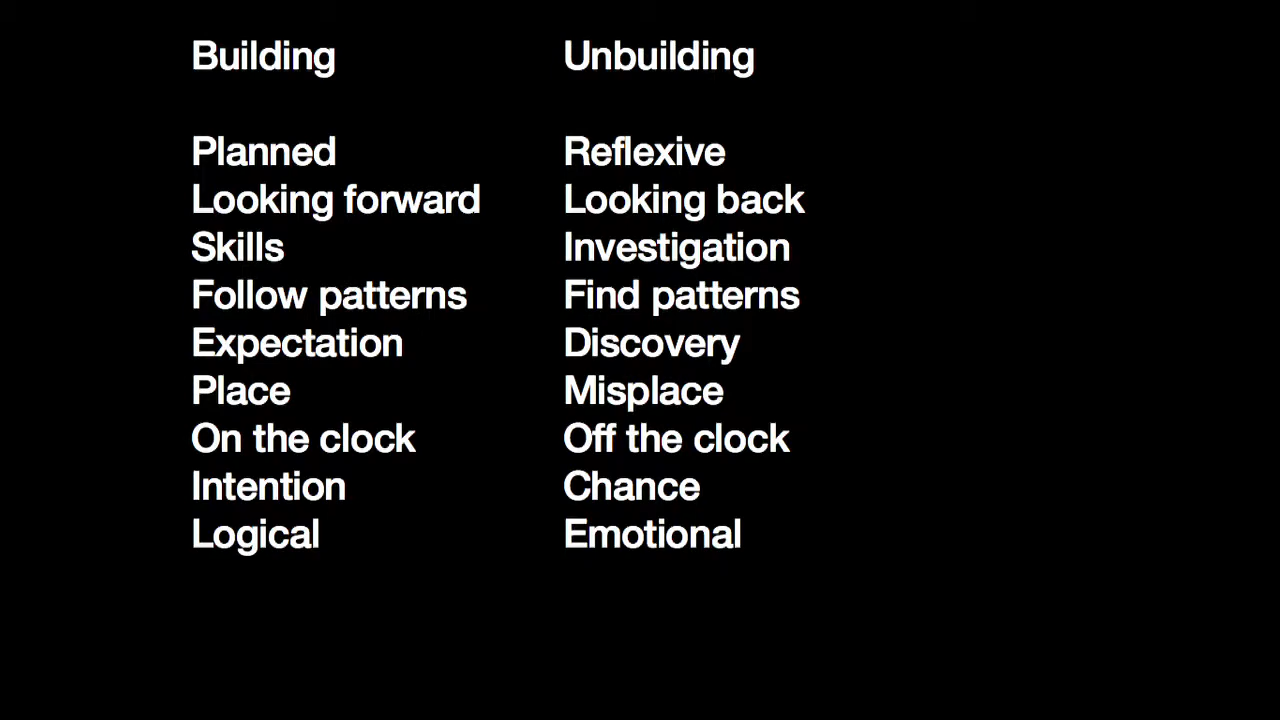 Building Unbuilding
Planned Reflexive
Looking forward Looking back
Skills Investigation
Follow patterns Find patterns
Expectation Discovery
Place Misplace
On the clock Off the clock
Intention Chance
Logical Emotional